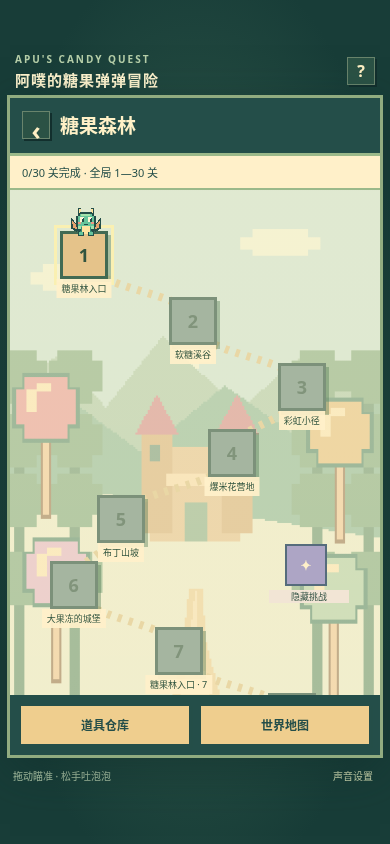 APU'S CANDY QUEST
阿噗的糖果弹弹冒险
?
‹ 糖果森林
0/30 关完成 · 全局 1—30 关
1
糖果林入口
2
软糖溪谷
3
彩虹小径
4
爆米花营地
5
布丁山坡
6
大果冻的城堡
隐藏挑战
7
糖果林入口 · 7
道具仓库
世界地图
拖动瞄准 · 松手吐泡泡
声音设置